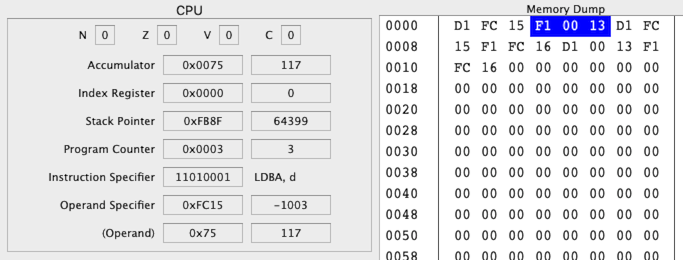 CPU
N 0 Z 0 V 0 C 0
Accumulator 0x0075 117
Index Register 0x0000 0
Stack Pointer 0xFB8F 64399
Program Counter 0x0003 3
Instruction Specifier 11010001 LDBA, d
Operand Specifier 0xFC15 -1003
(Operand) 0x75 117
Memory Dump
0000 D1 FC 15 F1 00 13 D1 FC
0008 15 F1 FC 16 D1 00 13 F1
0010 FC 16 00 00 00 00 00 00
0018 00 00 00 00 00 00 00 00
0020 00 00 00 00 00 00 00 00
0028 00 00 00 00 00 00 00 00
0030 00 00 00 00 00 00 00 00
0038 00 00 00 00 00 00 00 00
0040 00 00 00 00 00 00 00 00
0048 00 00 00 00 00 00 00 00
0050 00 00 00 00 00 00 00 00
0058 00 00 00 00 00 00 00 00